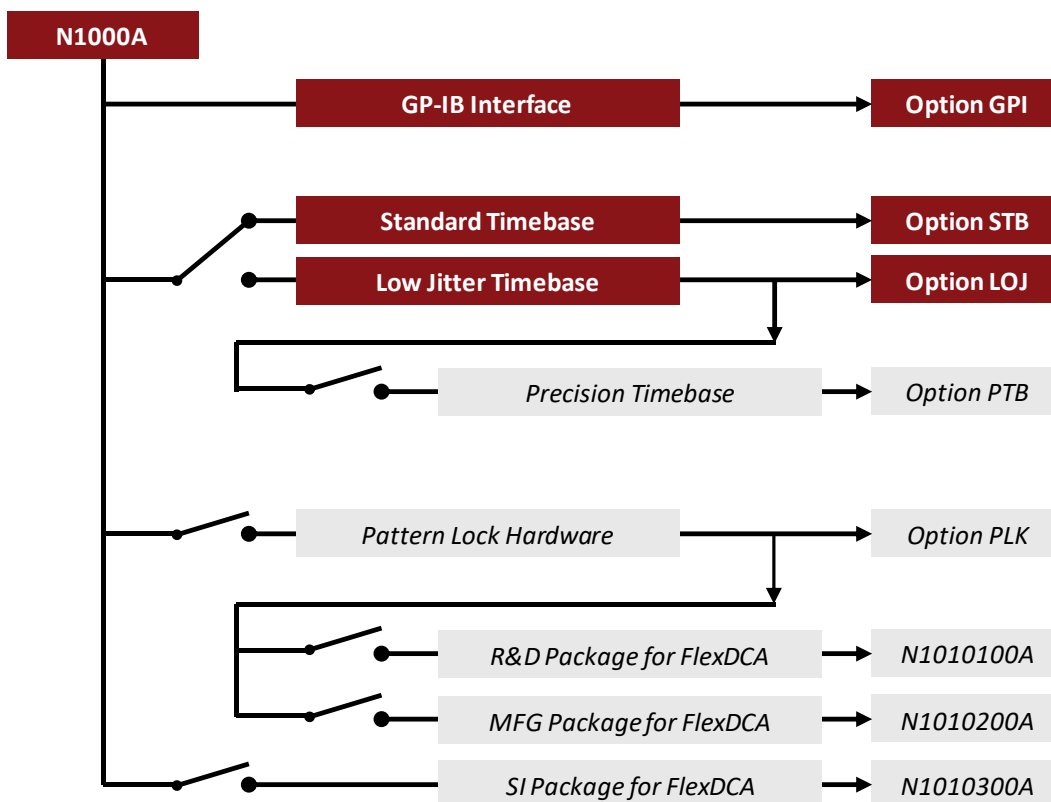 N1000A
GP-IB Interface
Option GPI
Standard Timebase
Option STB
Low Jitter Timebase
Option LOJ
Precision Timebase
Option PTB
Pattern Lock Hardware
Option PLK
R&D Package for FlexDCA
N1010100A
MFG Package for FlexDCA
N1010200A
SI Package for FlexDCA
N1010300A